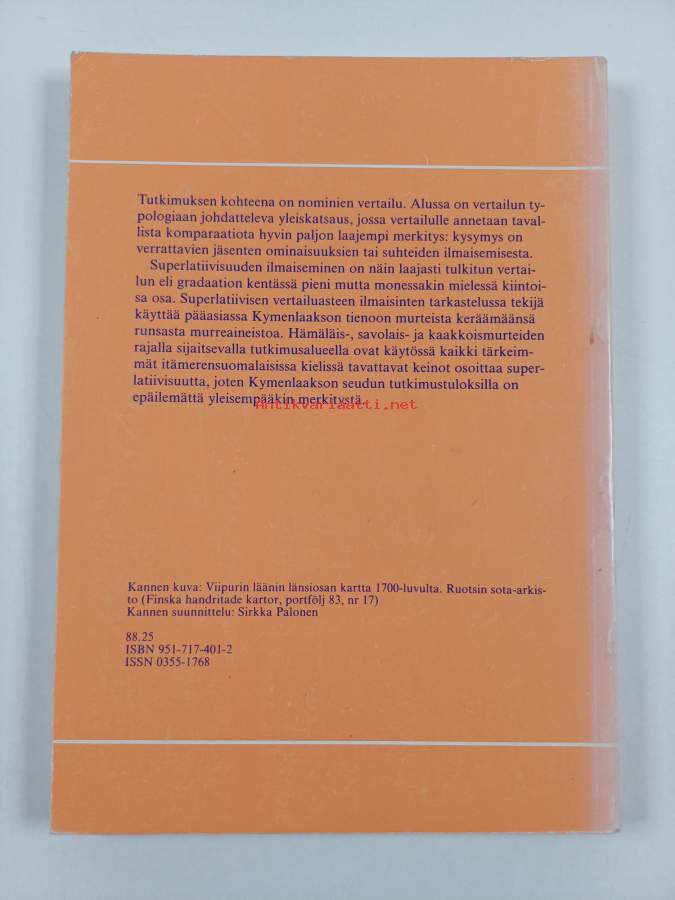 Tutkimuksen kohteena on nominien vertailu. Alussa on vertailun ty-
pologiaan johdatteleva yleiskatsaus, jossa vertailulle annetaan taval-
lista komparaatiota hyvin paljon laajempi merkitys: kysymys on
verrattavien jäsenten ominaisuuksien tai suhteiden ilmaisemisesta.
Superlatiivisuuden ilmaiseminen on näin laajasti tulkitun vertai-
lun eli gradaation kentässä pieni mutta monessakin mielessä kiintoi-
sa osa. Superlatiivisen vertailuasteen ilmaisinten tarkastelussa tekijä
käyttää pääasiassa Kymenlaakson tienoon murteista keräämäänsä
runsasta murreaineistoa. Hämäläis-, savolais- ja kaakkoismurteiden
rajalla sijaitsevalla tutkimusalueella ovat käytössä kaikki tärkeim-
mät itämerensuomalaisissa kielissä tavattavat keinot osoittaa super-
latiivisuutta, joten Kymenlaakson seudun tutkimustuloksilla on
epäilemättä yleisempääkin merkitystä.
Antikvariaatti.net
Kannen kuva: Viipurin läänin länsiosan kartta 1700-luvulta. Ruotsin sota-arkis-
to (Finska handritade kartor, portfölj 83, nr 17)
Kannen suunnittelu: Sirkka Palonen
88.25
ISBN 951-717-401-2
ISSN 0355-1768